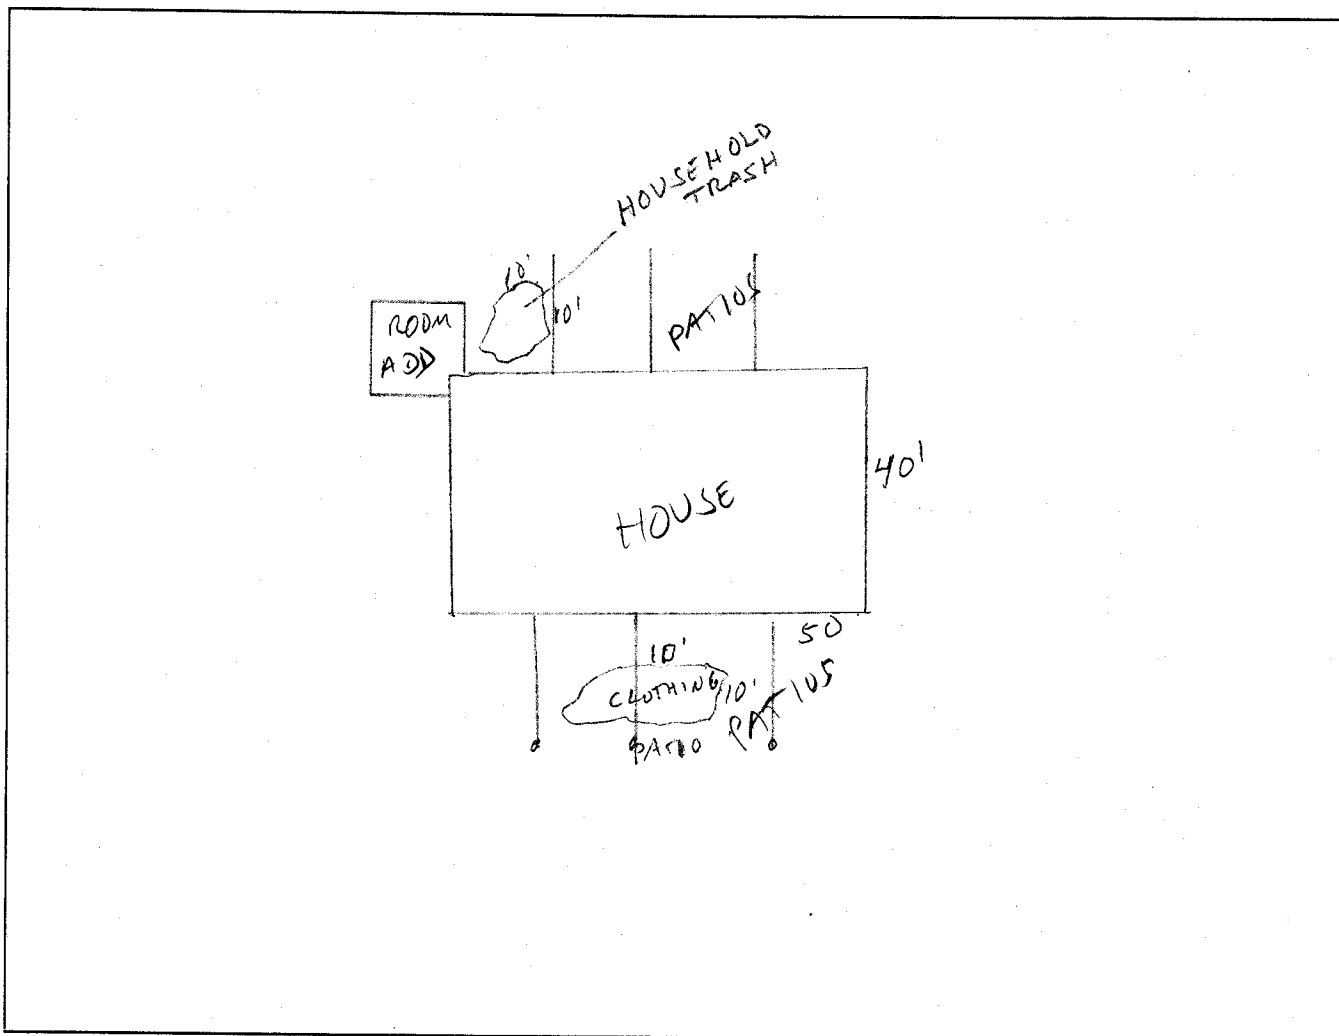 HOUSEHOLD
TRASH
10'
10'
PATIOS
ROOM
ADD
40'
HOUSE
50
10'
CLOTHING
10'
PATIOS
PATIO